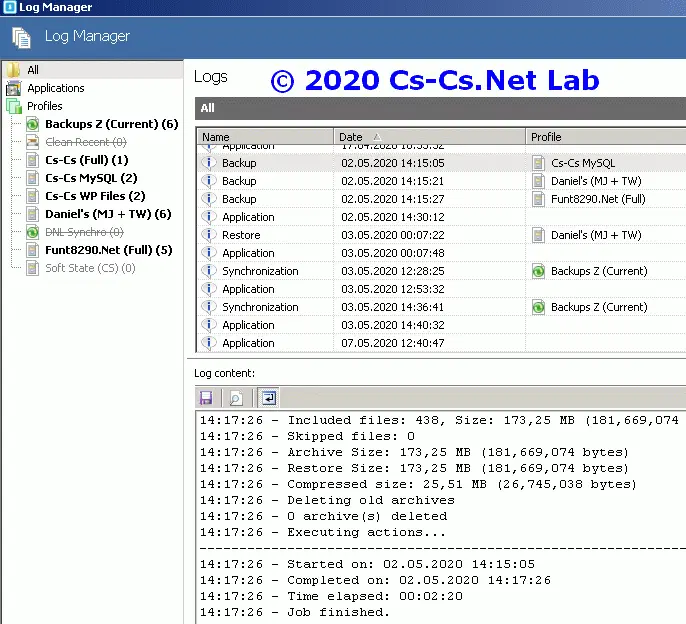 Log Manager
Log Manager
All
Applications
Profiles
Backups Z (Current) (6)
Clean Recent (0)
Cs-Cs (Full) (1)
Cs-Cs MySQL (2)
Cs-Cs WP Files (2)
Daniel's (MJ + TW) (6)
DNL Synchro (0)
Funt8290.Net (Full) (5)
Soft State (CS) (0)
Logs
© 2020 Cs-Cs.Net Lab
All
Name Date Profile
Application 17.04.2020
Backup 02.05.2020 14:15:05 Cs-Cs MySQL
Backup 02.05.2020 14:15:21 Daniel's (MJ + TW)
Backup 02.05.2020 14:15:27 Funt8290.Net (Full)
Application 02.05.2020 14:30:12
Restore 03.05.2020 00:07:22 Daniel's (MJ + TW)
Application 03.05.2020 00:07:48
Synchronization 03.05.2020 12:28:25 Backups Z (Current)
Application 03.05.2020 12:53:32
Synchronization 03.05.2020 14:36:41 Backups Z (Current)
Application 03.05.2020 14:40:32
Application 07.05.2020 12:40:47
Log content:
14:17:26 - Included files: 438, Size: 173,25 MB (181,669,074
14:17:26 - Skipped files: 0
14:17:26 - Archive Size: 173,25 MB (181,669,074 bytes)
14:17:26 - Restore Size: 173,25 MB (181,669,074 bytes)
14:17:26 - Compressed size: 25,51 MB (26,745,038 bytes)
14:17:26 - Deleting old archives
14:17:26 - 0 archive(s) deleted
14:17:26 - Executing actions...
14:17:26 - Started on: 02.05.2020 14:15:05
14:17:26 - Completed on: 02.05.2020 14:17:26
14:17:26 - Time elapsed: 00:02:20
14:17:26 - Job finished.